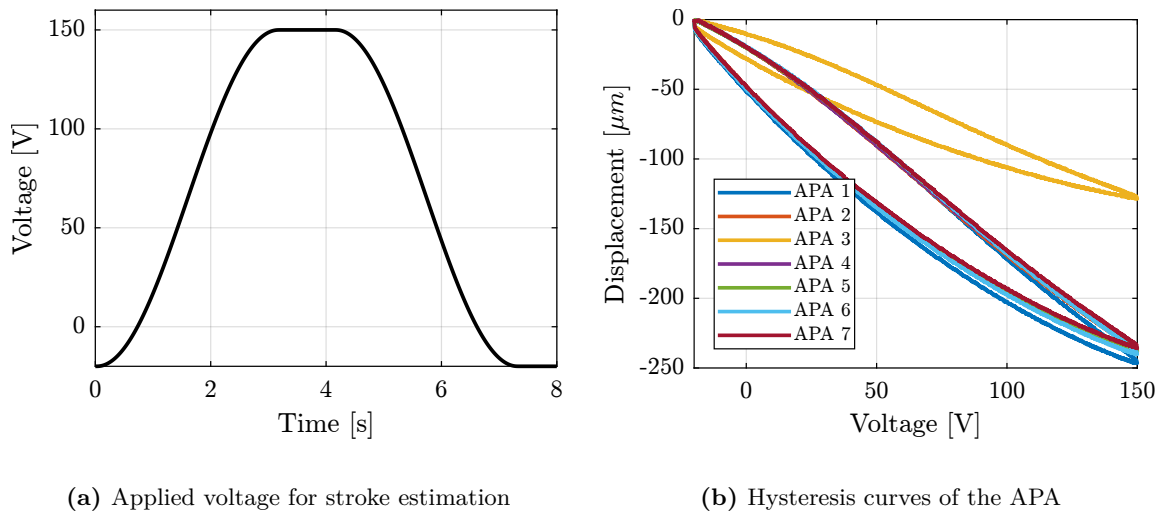 150
100
50
0
Voltage [V]
0
2
4
6
8
Time [s]
(a) Applied voltage for stroke estimation
0
-50
-100
-150
-200
-250
Displacement [μm]
APA 1
APA 2
APA 3
APA 4
APA 5
APA 6
APA 7
0
50
100
150
Voltage [V]
(b) Hysteresis curves of the APA